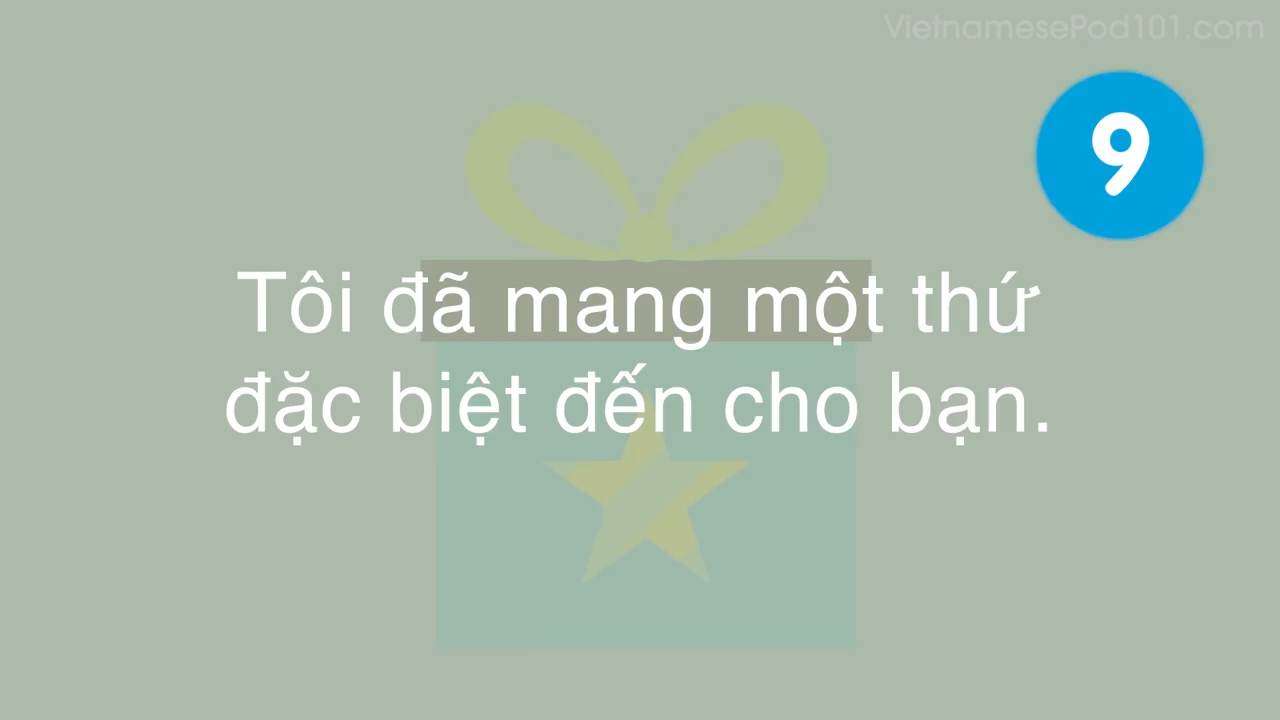 VietnamesePod101.com
9
Tôi đã mang một thứ
đặc biệt đến cho bạn.